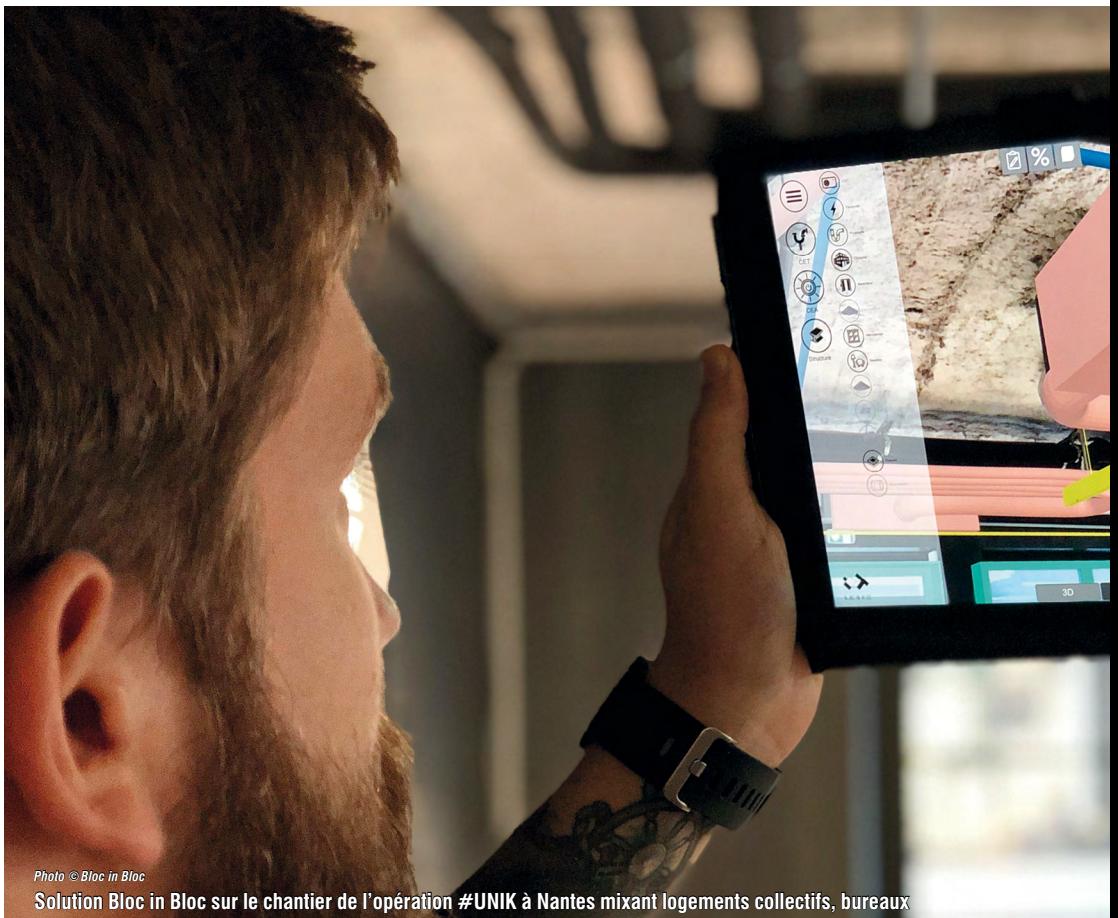 CET
CEA
Structure
%
3D
Photo © Bloc in Bloc
Solution Bloc in Bloc sur le chantier de l'opération #UNIK à Nantes mixant logements collectifs, bureaux